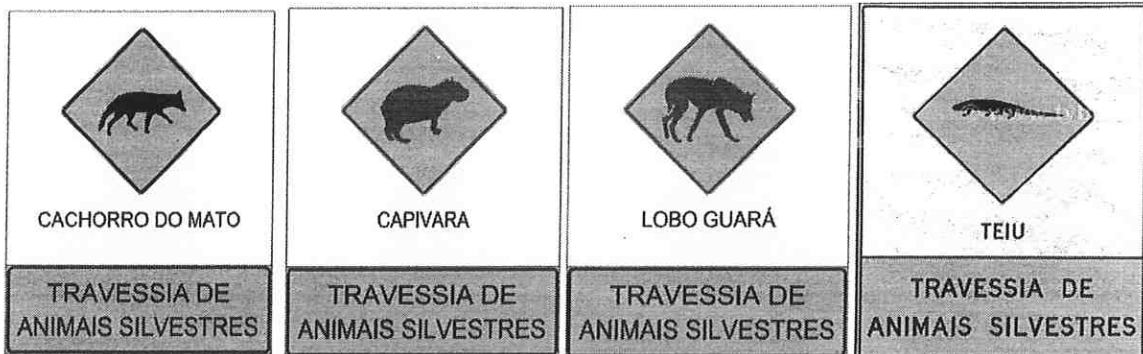 CACHORRO DO MATO
TRAVESSIA DE
ANIMAIS SILVESTRES
CAPIVARA
TRAVESSIA DE
ANIMAIS SILVESTRES
LOBO GUARÁ
TRAVESSIA DE
ANIMAIS SILVESTRES
TEIU
TRAVESSIA DE
ANIMAIS SILVESTRES